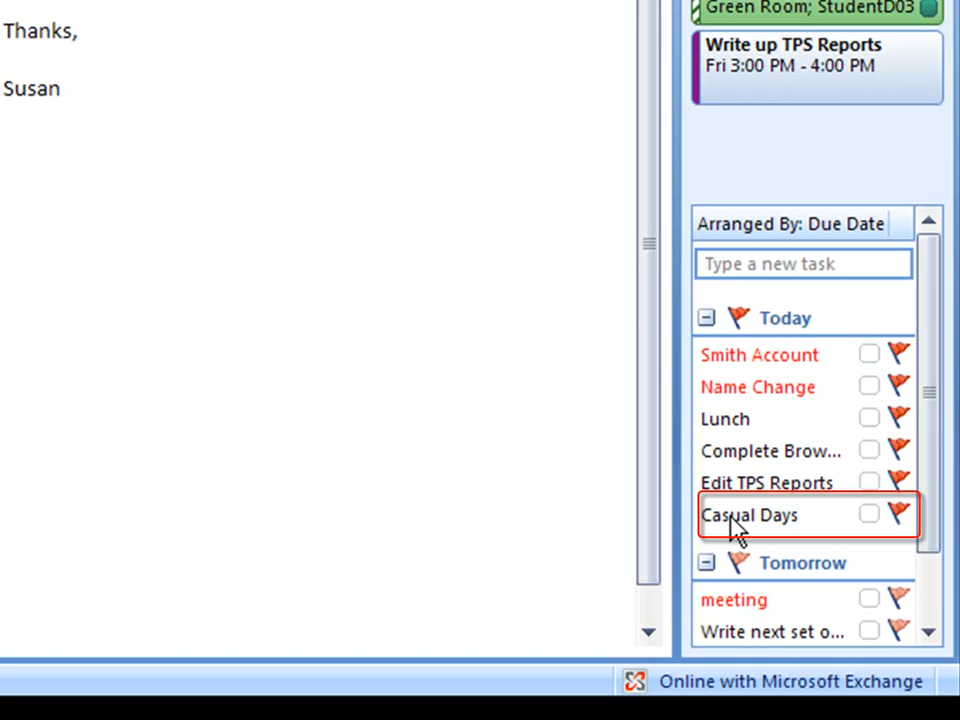 Thanks,
Susan
Green Room; StudentD03
Write up TPS Reports
Fri 3:00 PM - 4:00 PM
Arranged By: Due Date
Type a new task
Today
Smith Account
Name Change
Lunch
Complete Brow...
Edit TPS Reports
Casual Days
Tomorrow
meeting
Write next set o...
Online with Microsoft Exchange